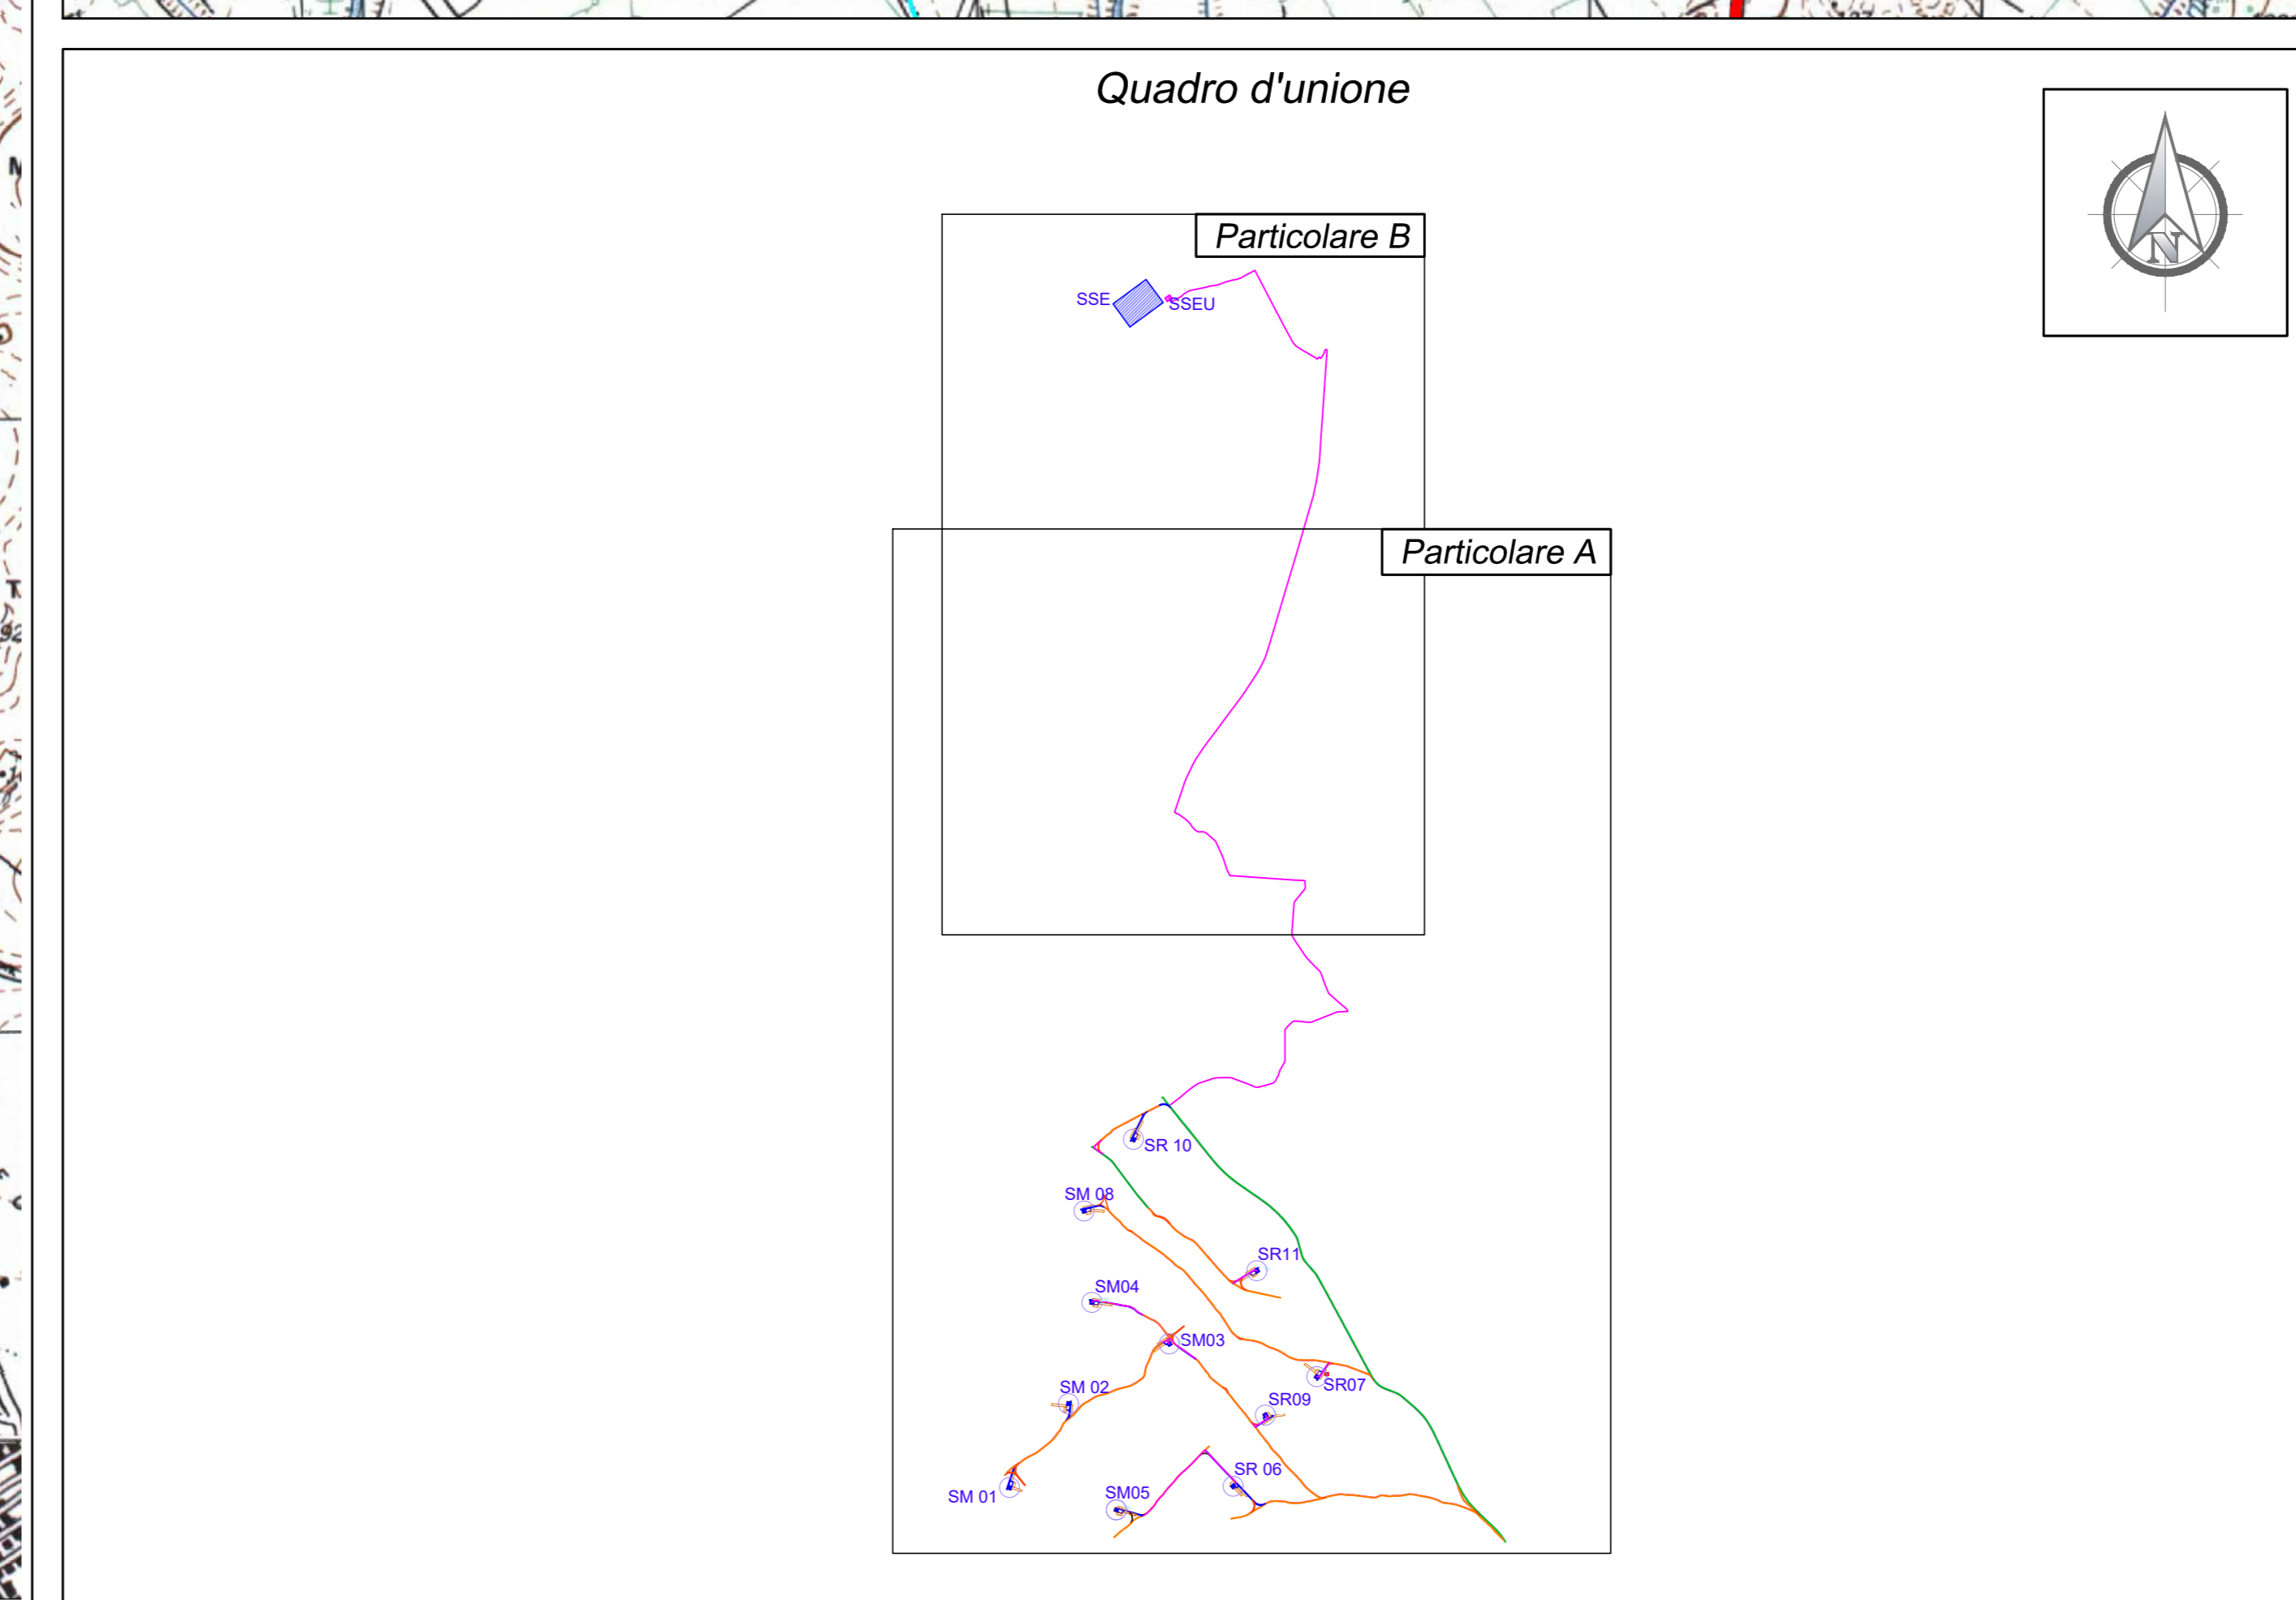 Quadro d'unione
N
Particolare B
SSE
SSEU
Particolare A
SR 10
SM 08
SR11
SM04
SM03
SM 02
SR07
SR09
SR 06
SM05
SM 01